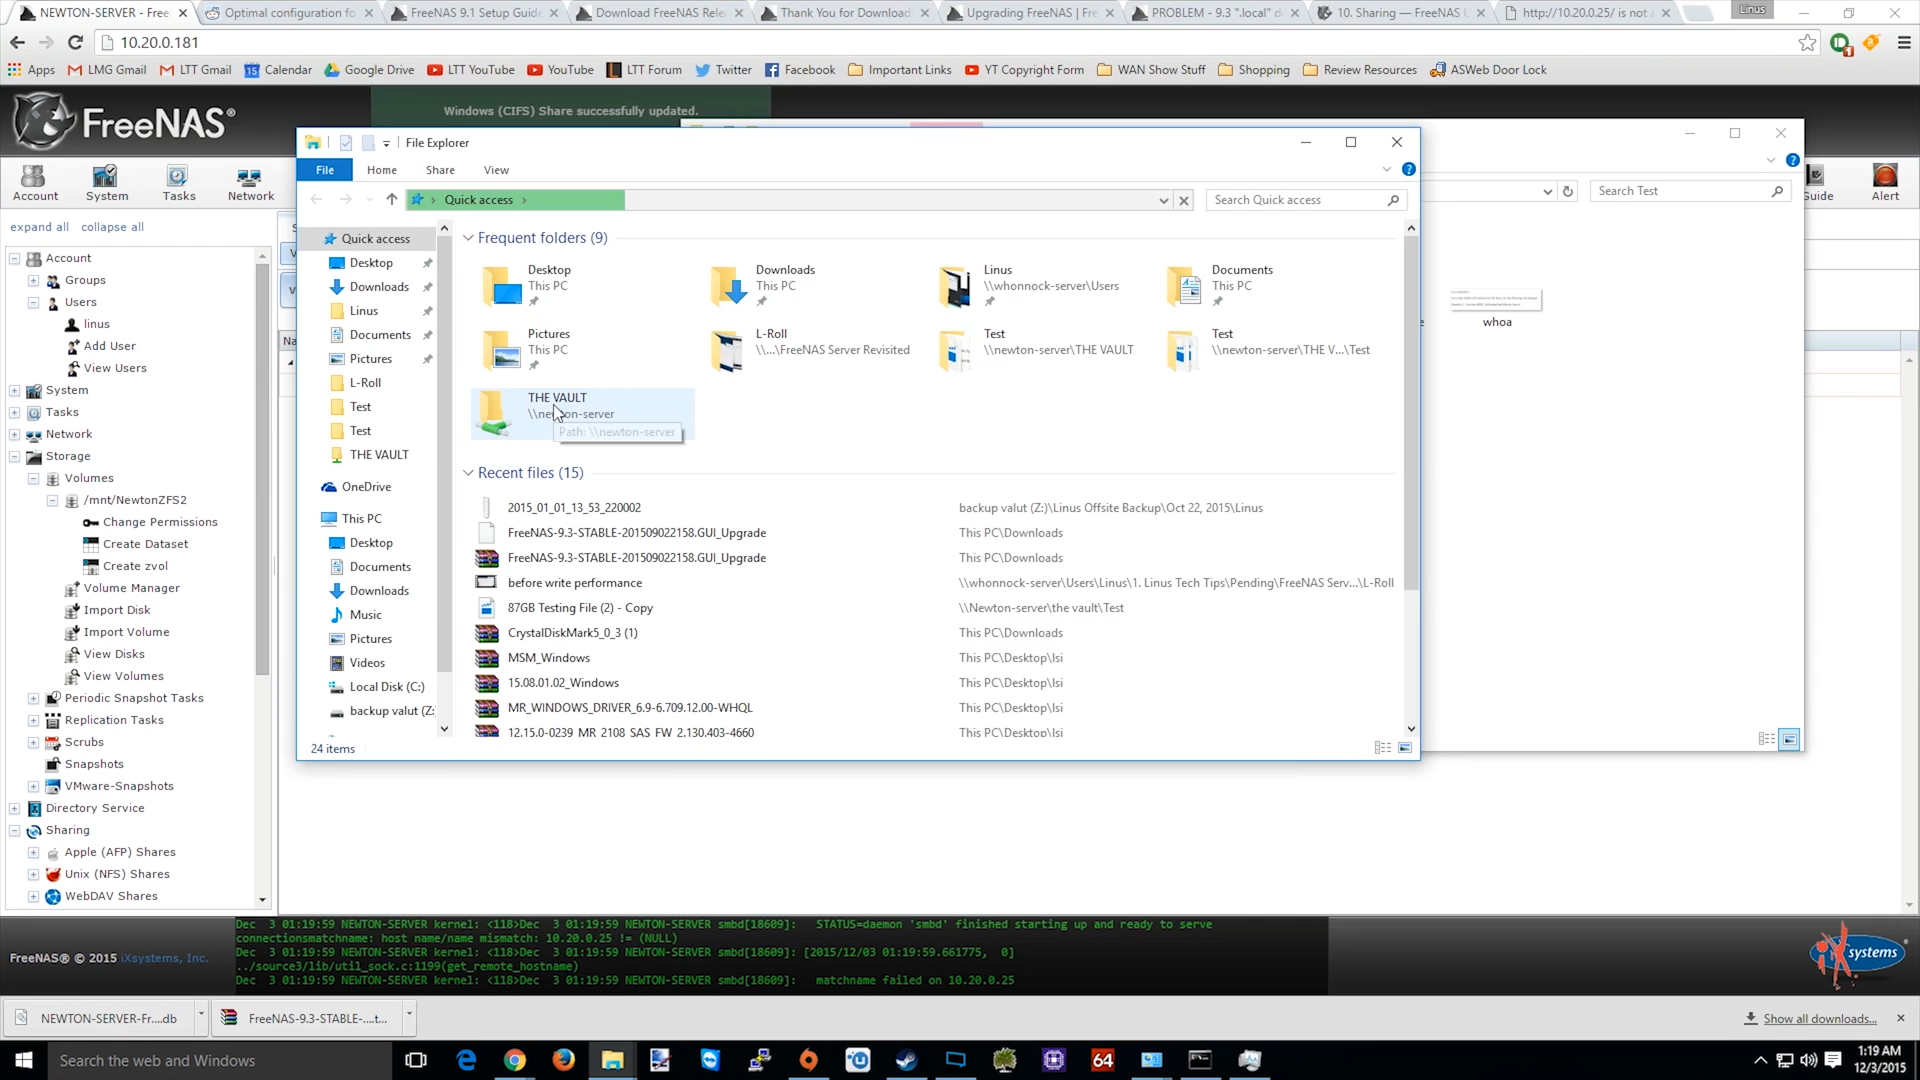 NEWTON-SERVER - FreeNA
Optimal configuration fo
FreeNAS 9.1 Setup Guide
Download FreeNAS Rele
Thank You for Download
Upgrading FreeNAS | Fre
PROBLEM - 9.3 ".local" d
10. Sharing — FreeNAS U
http://10.20.0.25/ is not a
Linus
10.20.0.181
Apps
LMG Gmail
LTT Gmail
15
Calendar
Google Drive
LTT YouTube
YouTube
LTT Forum
Twitter
Facebook
Important Links
YT Copyright Form
WAN Show Stuff
Shopping
Review Resources
ASWeb Door Lock
FreeNAS®
Windows (CIFS) Share successfully updated.
Account
System
Tasks
Network
Guide
Alert
expand all
collapse all
Account
Groups
Users
linus
Add User
View Users
System
Tasks
Network
Storage
Volumes
/mnt/NewtonZFS2
Change Permissions
Create Dataset
Create zvol
Volume Manager
Import Disk
Import Volume
View Disks
View Volumes
Periodic Snapshot Tasks
Replication Tasks
Scrubs
Snapshots
VMware-Snapshots
Directory Service
Sharing
Apple (AFP) Shares
Unix (NFS) Shares
WebDAV Shares
Na
File Explorer
File
Home
Share
View
Quick access
Search Quick access
Quick access
Desktop
Downloads
Linus
Documents
Pictures
L-Roll
Test
Test
THE VAULT
OneDrive
This PC
Desktop
Documents
Downloads
Music
Pictures
Videos
Local Disk (C:)
backup valut (Z:
Frequent folders (9)
Desktop
This PC
Downloads
This PC
Linus
\\whonnock-server\Users
Documents
This PC
Pictures
This PC
L-Roll
\\...\FreeNAS Server Revisited
Test
\\newton-server\THE VAULT
Test
\\newton-server\THE V...\Test
THE VAULT
\\newton-server
Path: \\newton-server
Recent files (15)
2015_01_01_13_53_220002 backup valut (Z:)\Linus Offsite Backup\Oct 22, 2015\Linus
FreeNAS-9.3-STABLE-201509022158.GUI_Upgrade This PC\Downloads
FreeNAS-9.3-STABLE-201509022158.GUI_Upgrade This PC\Downloads
before write performance \\whonnock-server\Users\Linus\1. Linus Tech Tips\Pending\FreeNAS Serv...\L-Roll
87GB Testing File (2) - Copy \\Newton-server\the vault\Test
CrystalDiskMark5_0_3 (1) This PC\Downloads
MSM_Windows This PC\Desktop\lsi
15.08.01.02_Windows This PC\Desktop\lsi
MR_WINDOWS_DRIVER_6.9-6.709.12.00-WHQL This PC\Desktop\lsi
12.15.0-0239_MR_2108_SAS_FW_2.130.403-4660 This PC\Desktop\lsi
24 items
Search Test
whoa
FreeNAS® © 2015 iXsystems, Inc.
Dec 3 01:19:59 NEWTON-SERVER kernel: <118>Dec 3 01:19:59 NEWTON-SERVER smbd[18609]: STATUS=daemon 'smbd' finished starting up and ready to serve
connectionsmatchname: host name/name mismatch: 10.20.0.25 != (NULL)
Dec 3 01:19:59 NEWTON-SERVER kernel: <118>Dec 3 01:19:59 NEWTON-SERVER smbd[18609]: [2015/12/03 01:19:59.661775, 0]
../source3/lib/util_sock.c:1199(get_remote_hostname)
Dec 3 01:19:59 NEWTON-SERVER kernel: <118>Dec 3 01:19:59 NEWTON-SERVER smbd[18609]: matchname failed on 10.20.0.25
iXsystems
NEWTON-SERVER-Fr....db
FreeNAS-9.3-STABLE-....t...
Show all downloads...
Search the web and Windows
64
1:19 AM
12/3/2015